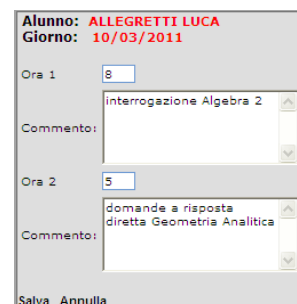 Alunno: ALLEGRETTI LUCA
Giorno: 10/03/2011
Ora 1 8
interrogazione Algebra 2
Commento:
Ora 2 5
domande a risposta
diretta Geometria Analitica
Commento:
Salva Annulla